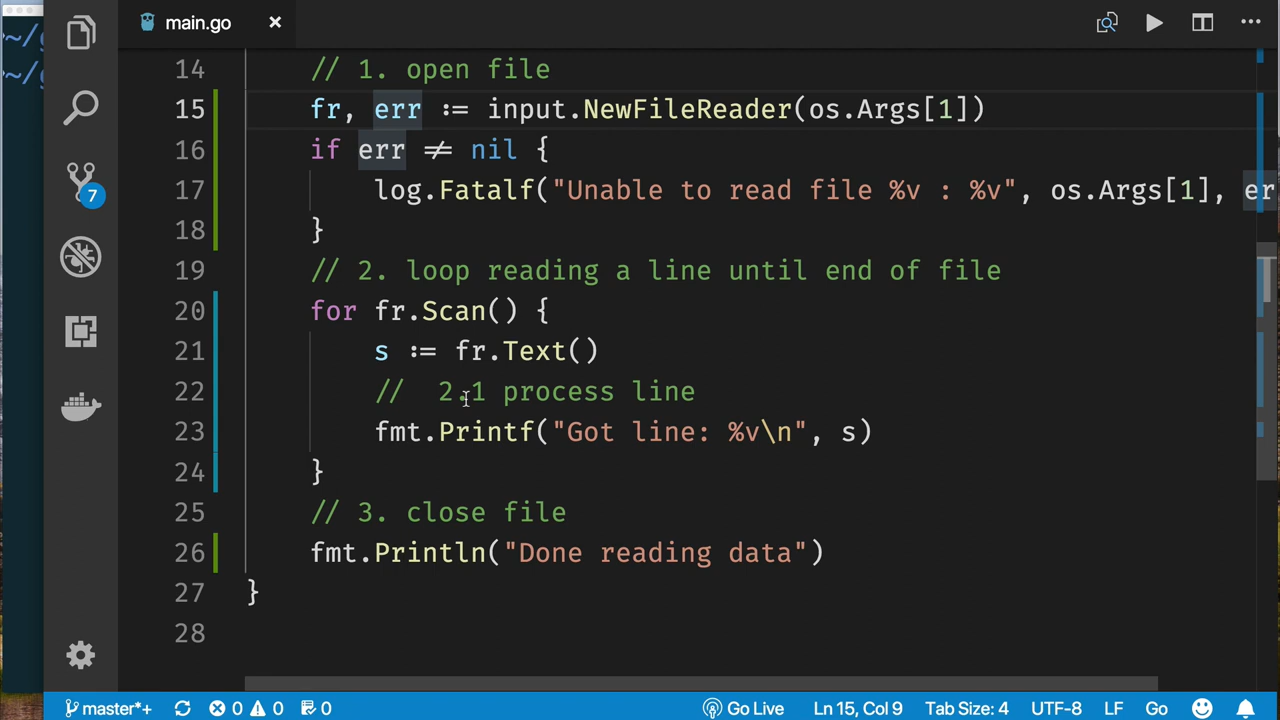 ~/g
~/g
main.go
14 // 1. open file
15 fr, err := input.NewFileReader(os.Args[1])
16 if err ≠ nil {
17 log.Fatalf("Unable to read file %v : %v", os.Args[1], er
18 }
19 // 2. loop reading a line until end of file
20 for fr.Scan() {
21 s := fr.Text()
22 // 2.1 process line
23 fmt.Printf("Got line: %v\n", s)
24 }
25 // 3. close file
26 fmt.Println("Done reading data")
27 }
28
7
master*+ 0 0 0 Go Live Ln 15, Col 9 Tab Size: 4 UTF-8 LF Go